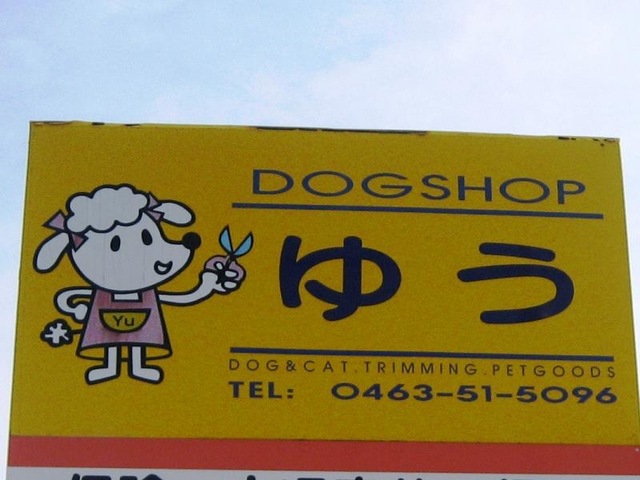 DOGSHOP
ゆう
Yu
DOG&CAT.TRIMMING.PETGOODS
TEL: 0463-51-5096